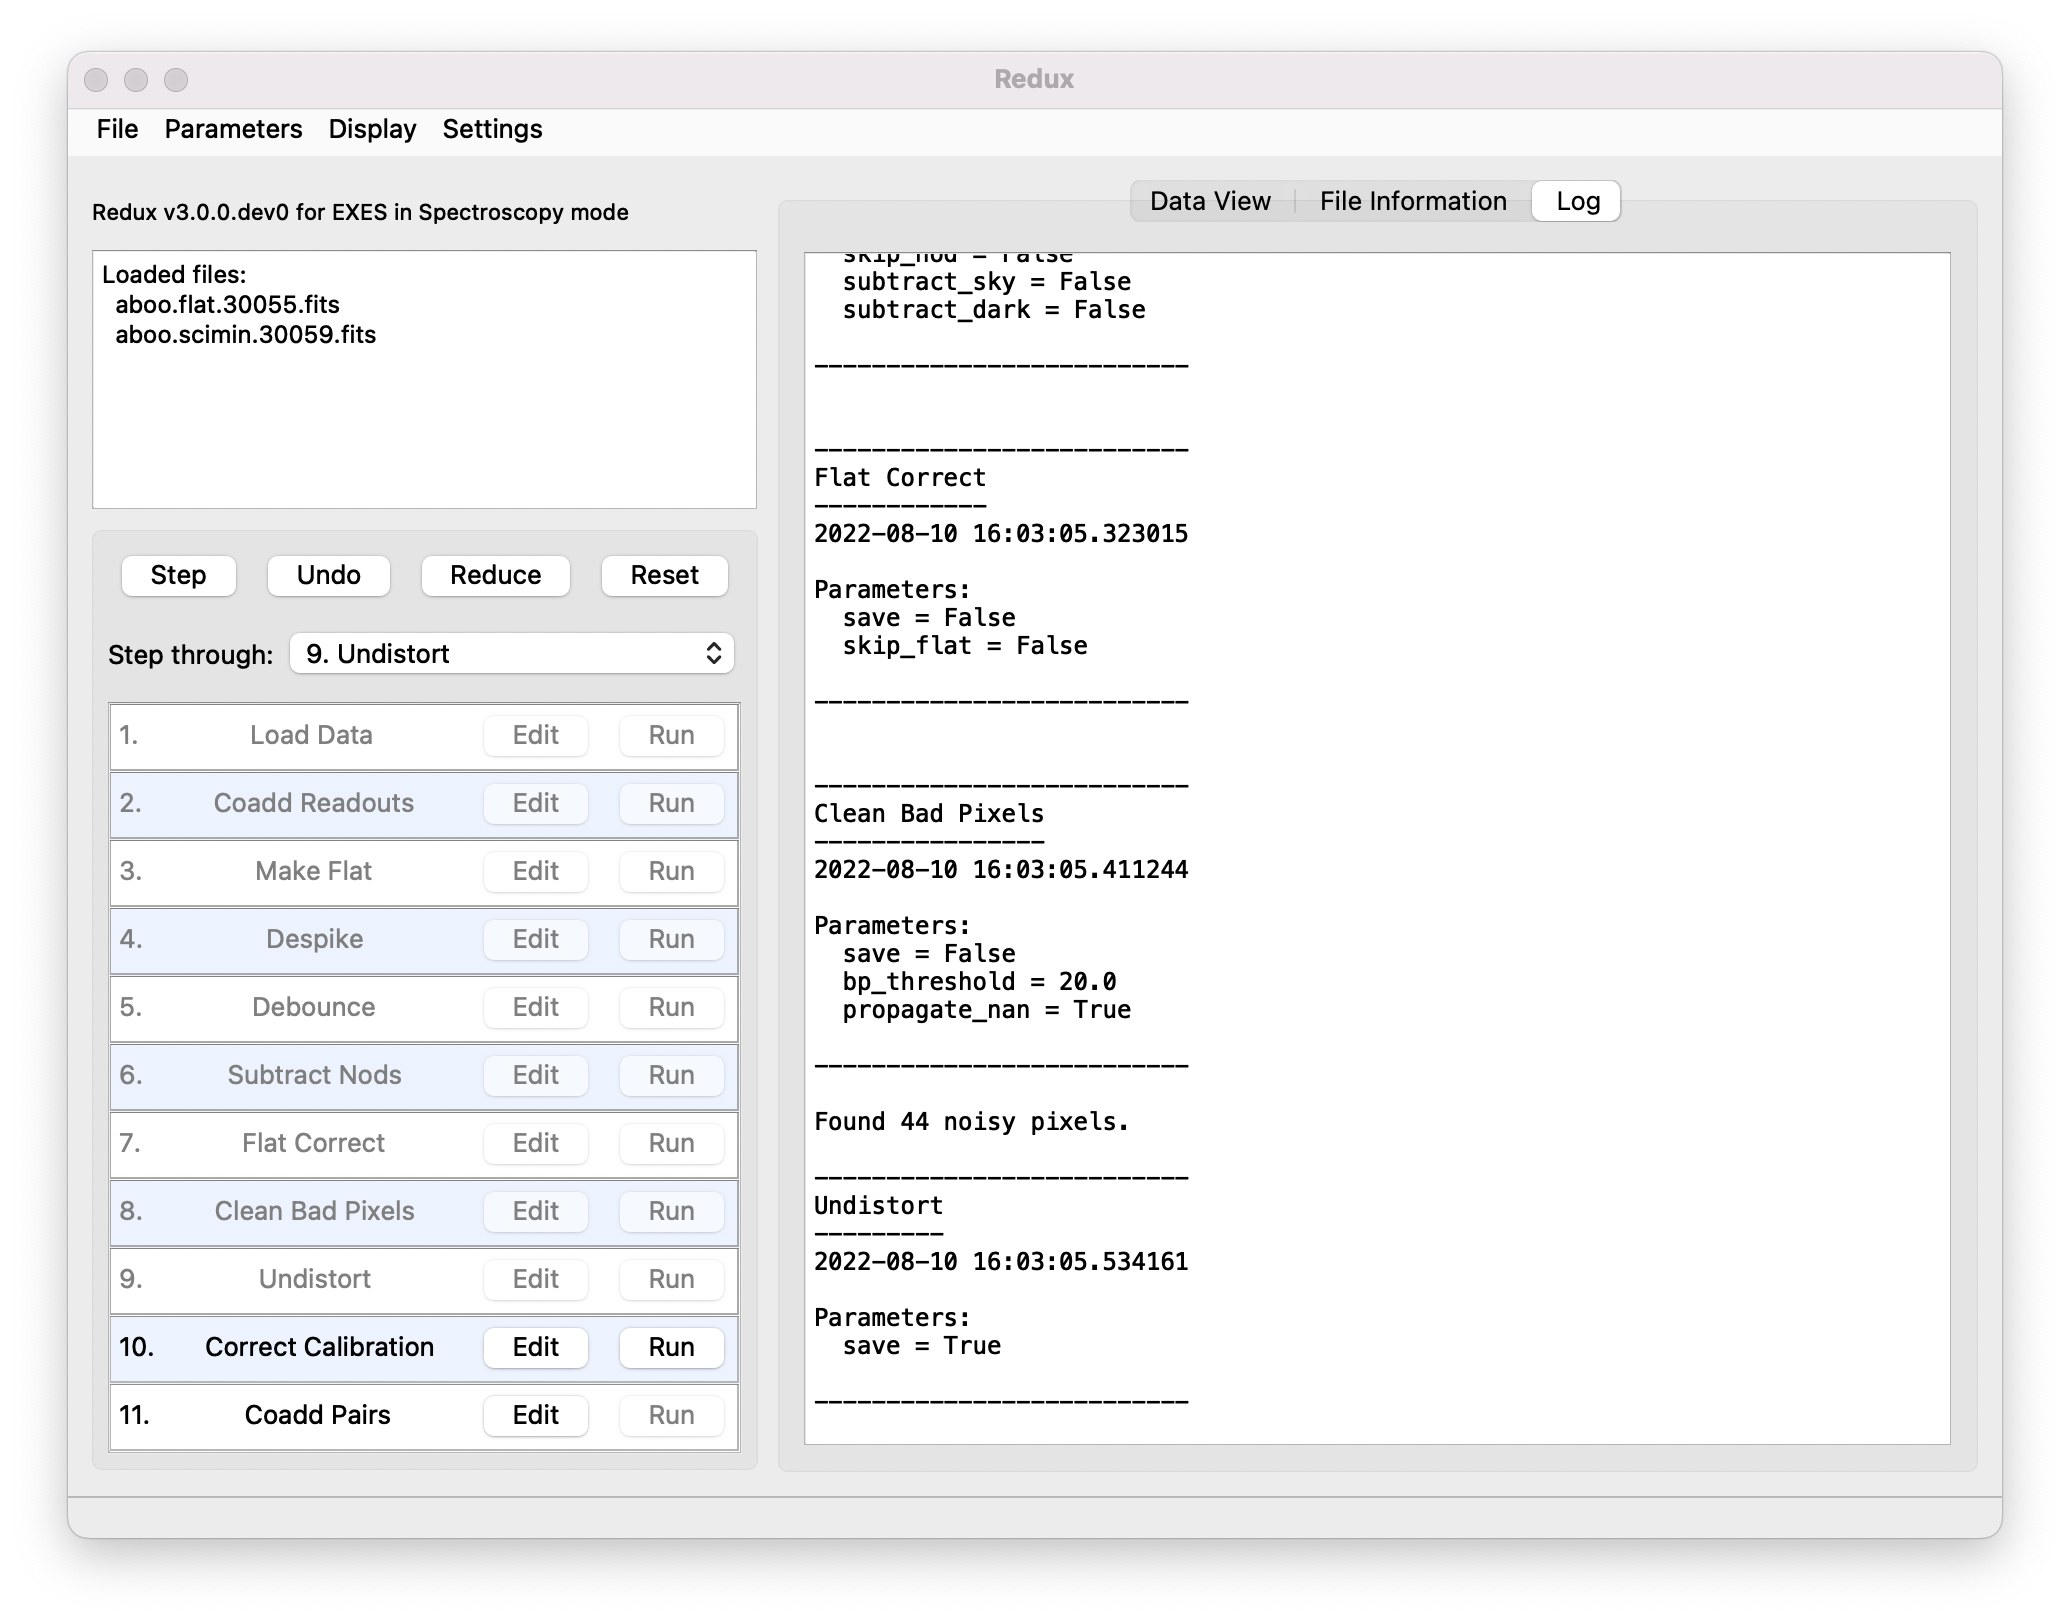 Redux
File Parameters Display Settings
Redux v3.0.0.dev0 for EXES in Spectroscopy mode
Loaded files:
aboo.flat.30055.fits
aboo.scimin.30059.fits
Step Undo Reduce Reset
Step through: 9. Undistort
1. Load Data Edit Run
2. Coadd Readouts Edit Run
3. Make Flat Edit Run
4. Despike Edit Run
5. Debounce Edit Run
6. Subtract Nods Edit Run
7. Flat Correct Edit Run
8. Clean Bad Pixels Edit Run
9. Undistort Edit Run
10. Correct Calibration Edit Run
11. Coadd Pairs Edit Run
Data View File Information Log
skip_nod = False
subtract_sky = False
subtract_dark = False
--------------------------
--------------------------
Flat Correct
------------
2022-08-10 16:03:05.323015
Parameters:
save = False
skip_flat = False
--------------------------
--------------------------
Clean Bad Pixels
----------------
2022-08-10 16:03:05.411244
Parameters:
save = False
bp_threshold = 20.0
propagate_nan = True
--------------------------
Found 44 noisy pixels.
--------------------------
Undistort
---------
2022-08-10 16:03:05.534161
Parameters:
save = True
--------------------------